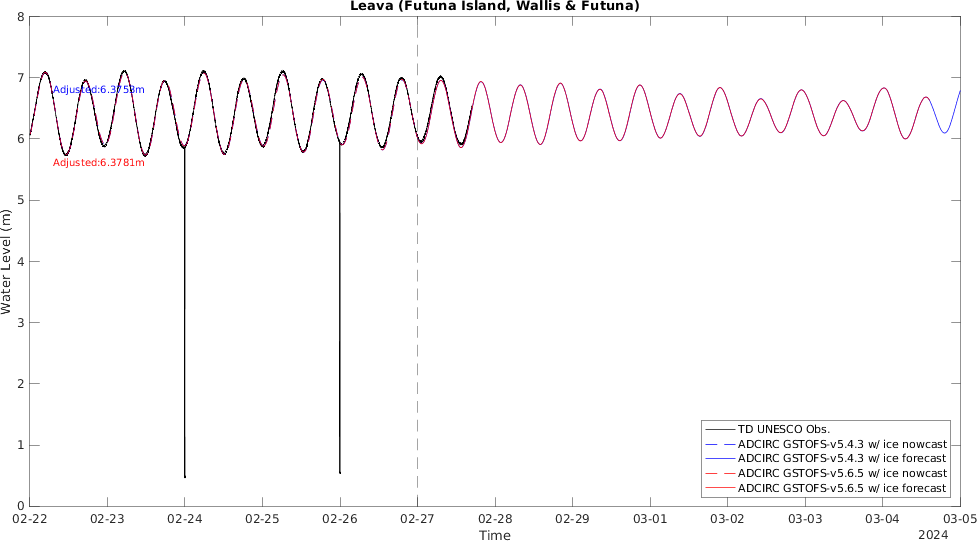 Leava (Futuna Island, Wallis & Futuna)
8
7
6
5
4
3
2
1
0
Water Level (m)
Adjusted:6.3753m
Adjusted:6.3781m
TD UNESCO Obs.
ADCIRC GSTOFS-v5.4.3 w/ ice nowcast
ADCIRC GSTOFS-v5.4.3 w/ ice forecast
ADCIRC GSTOFS-v5.6.5 w/ ice nowcast
ADCIRC GSTOFS-v5.6.5 w/ ice forecast
02-22 02-23 02-24 02-25 02-26 02-27 02-28 02-29 03-01 03-02 03-03 03-04 03-05
Time
2024